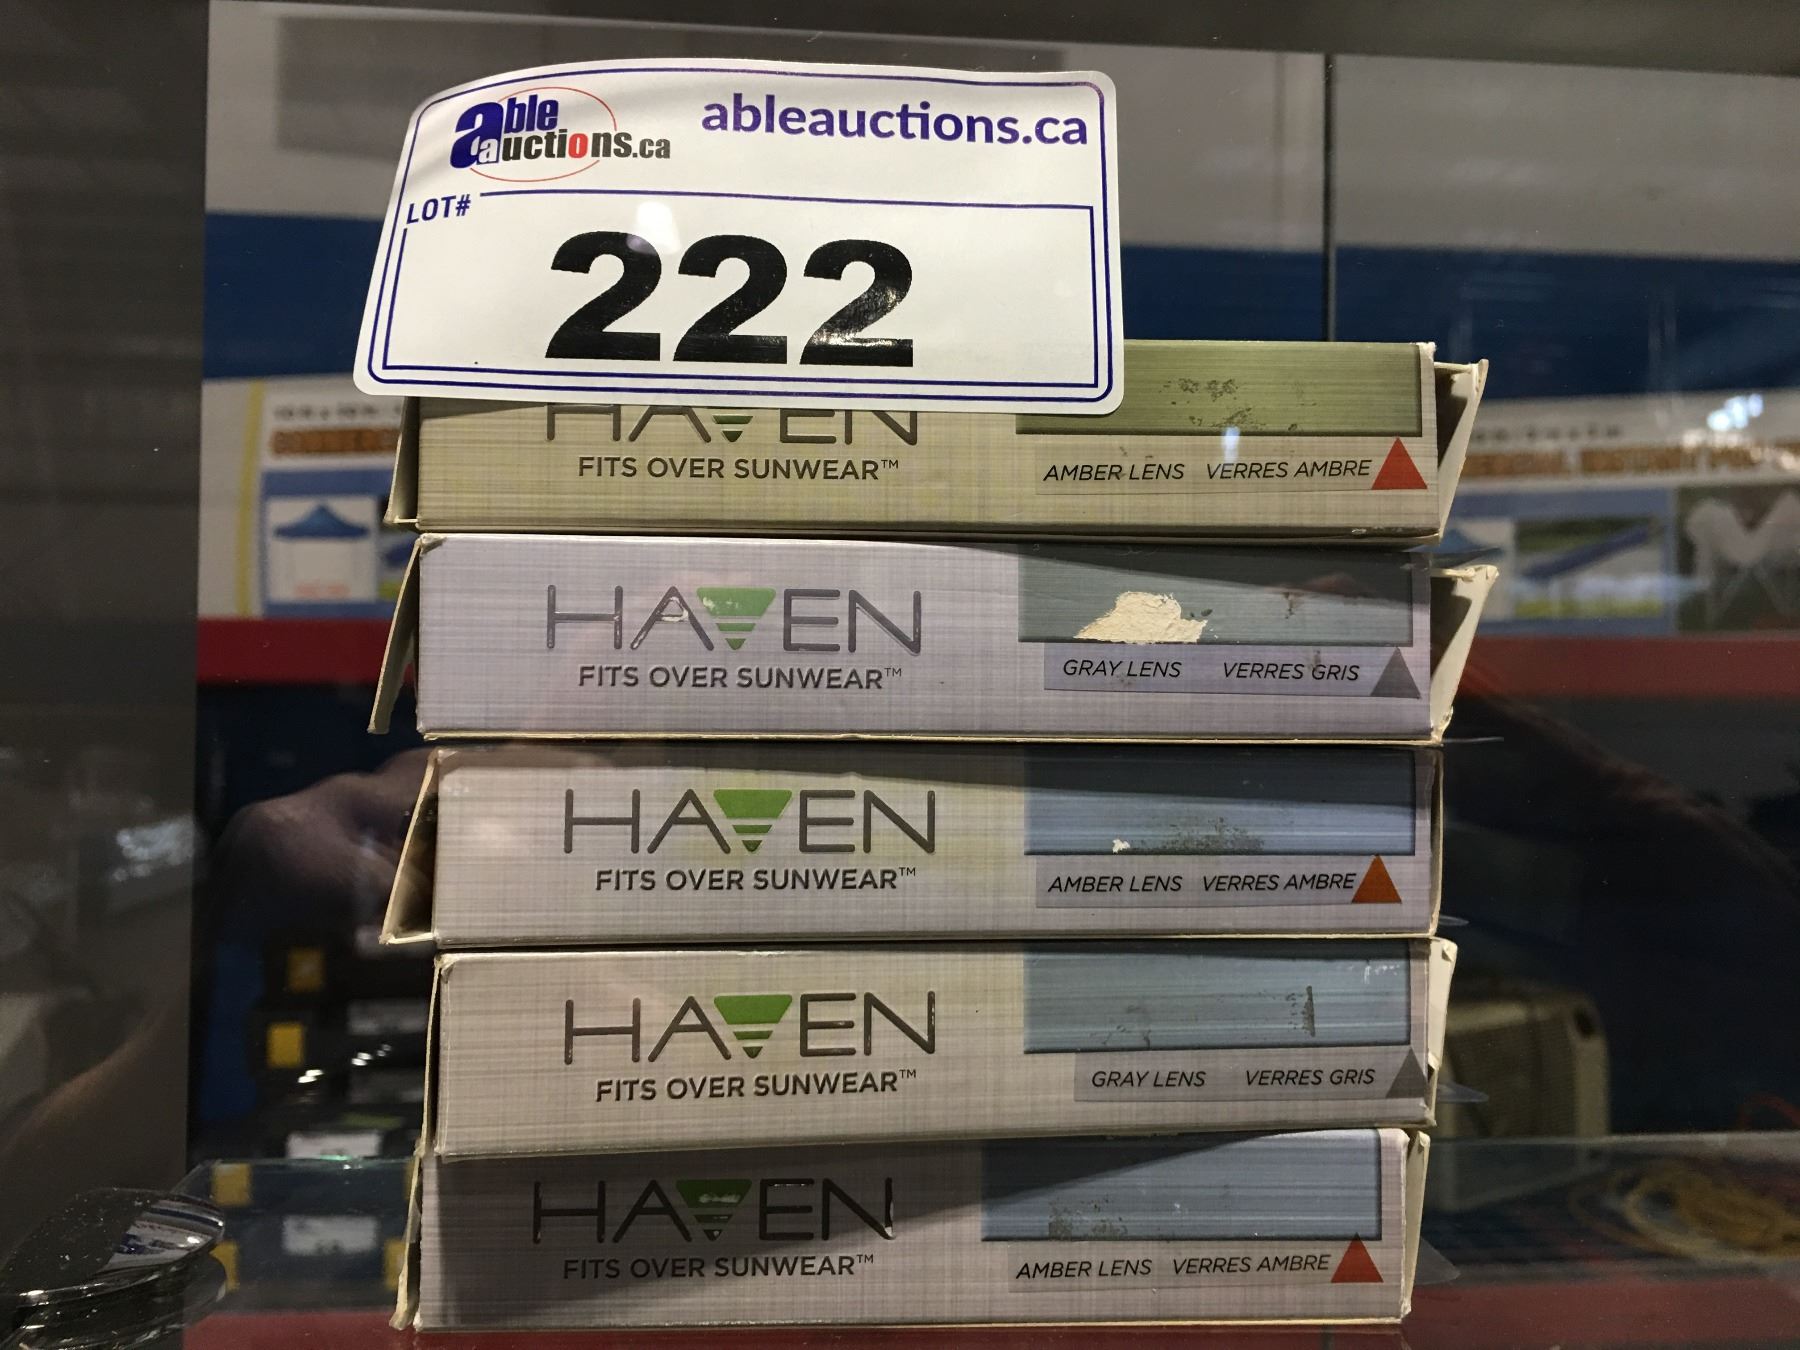 able auctions.ca ableauctions.ca
LOT#
222
HAVEN
FITS OVER SUNWEAR™
AMBER LENS VERRES AMBRE
HAVEN
FITS OVER SUNWEAR™
GRAY LENS VERRES GRIS
HAVEN
FITS OVER SUNWEAR™
AMBER LENS VERRES AMBRE
HAVEN
FITS OVER SUNWEAR™
GRAY LENS VERRES GRIS
HAVEN
FITS OVER SUNWEAR™
AMBER LENS VERRES AMBRE